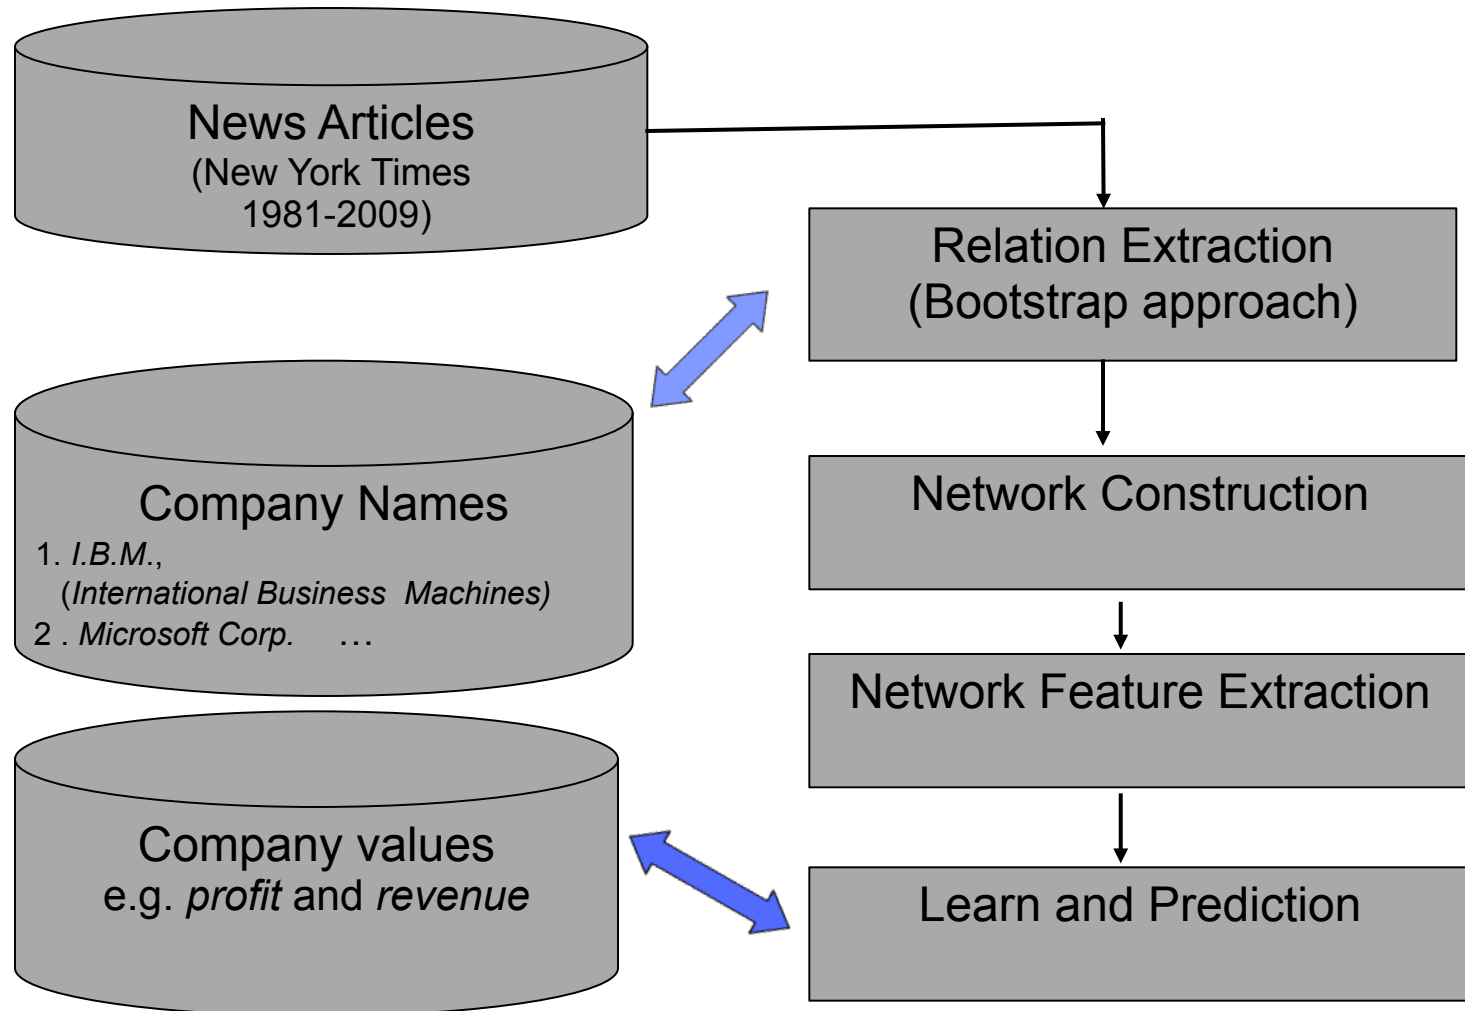 News Articles
(New York Times
1981-2009)
Relation Extraction
(Bootstrap approach)
Company Names
1. I.B.M.,
(International Business Machines)
2 . Microsoft Corp. …
Network Construction
Network Feature Extraction
Company values
e.g. profit and revenue
Learn and Prediction